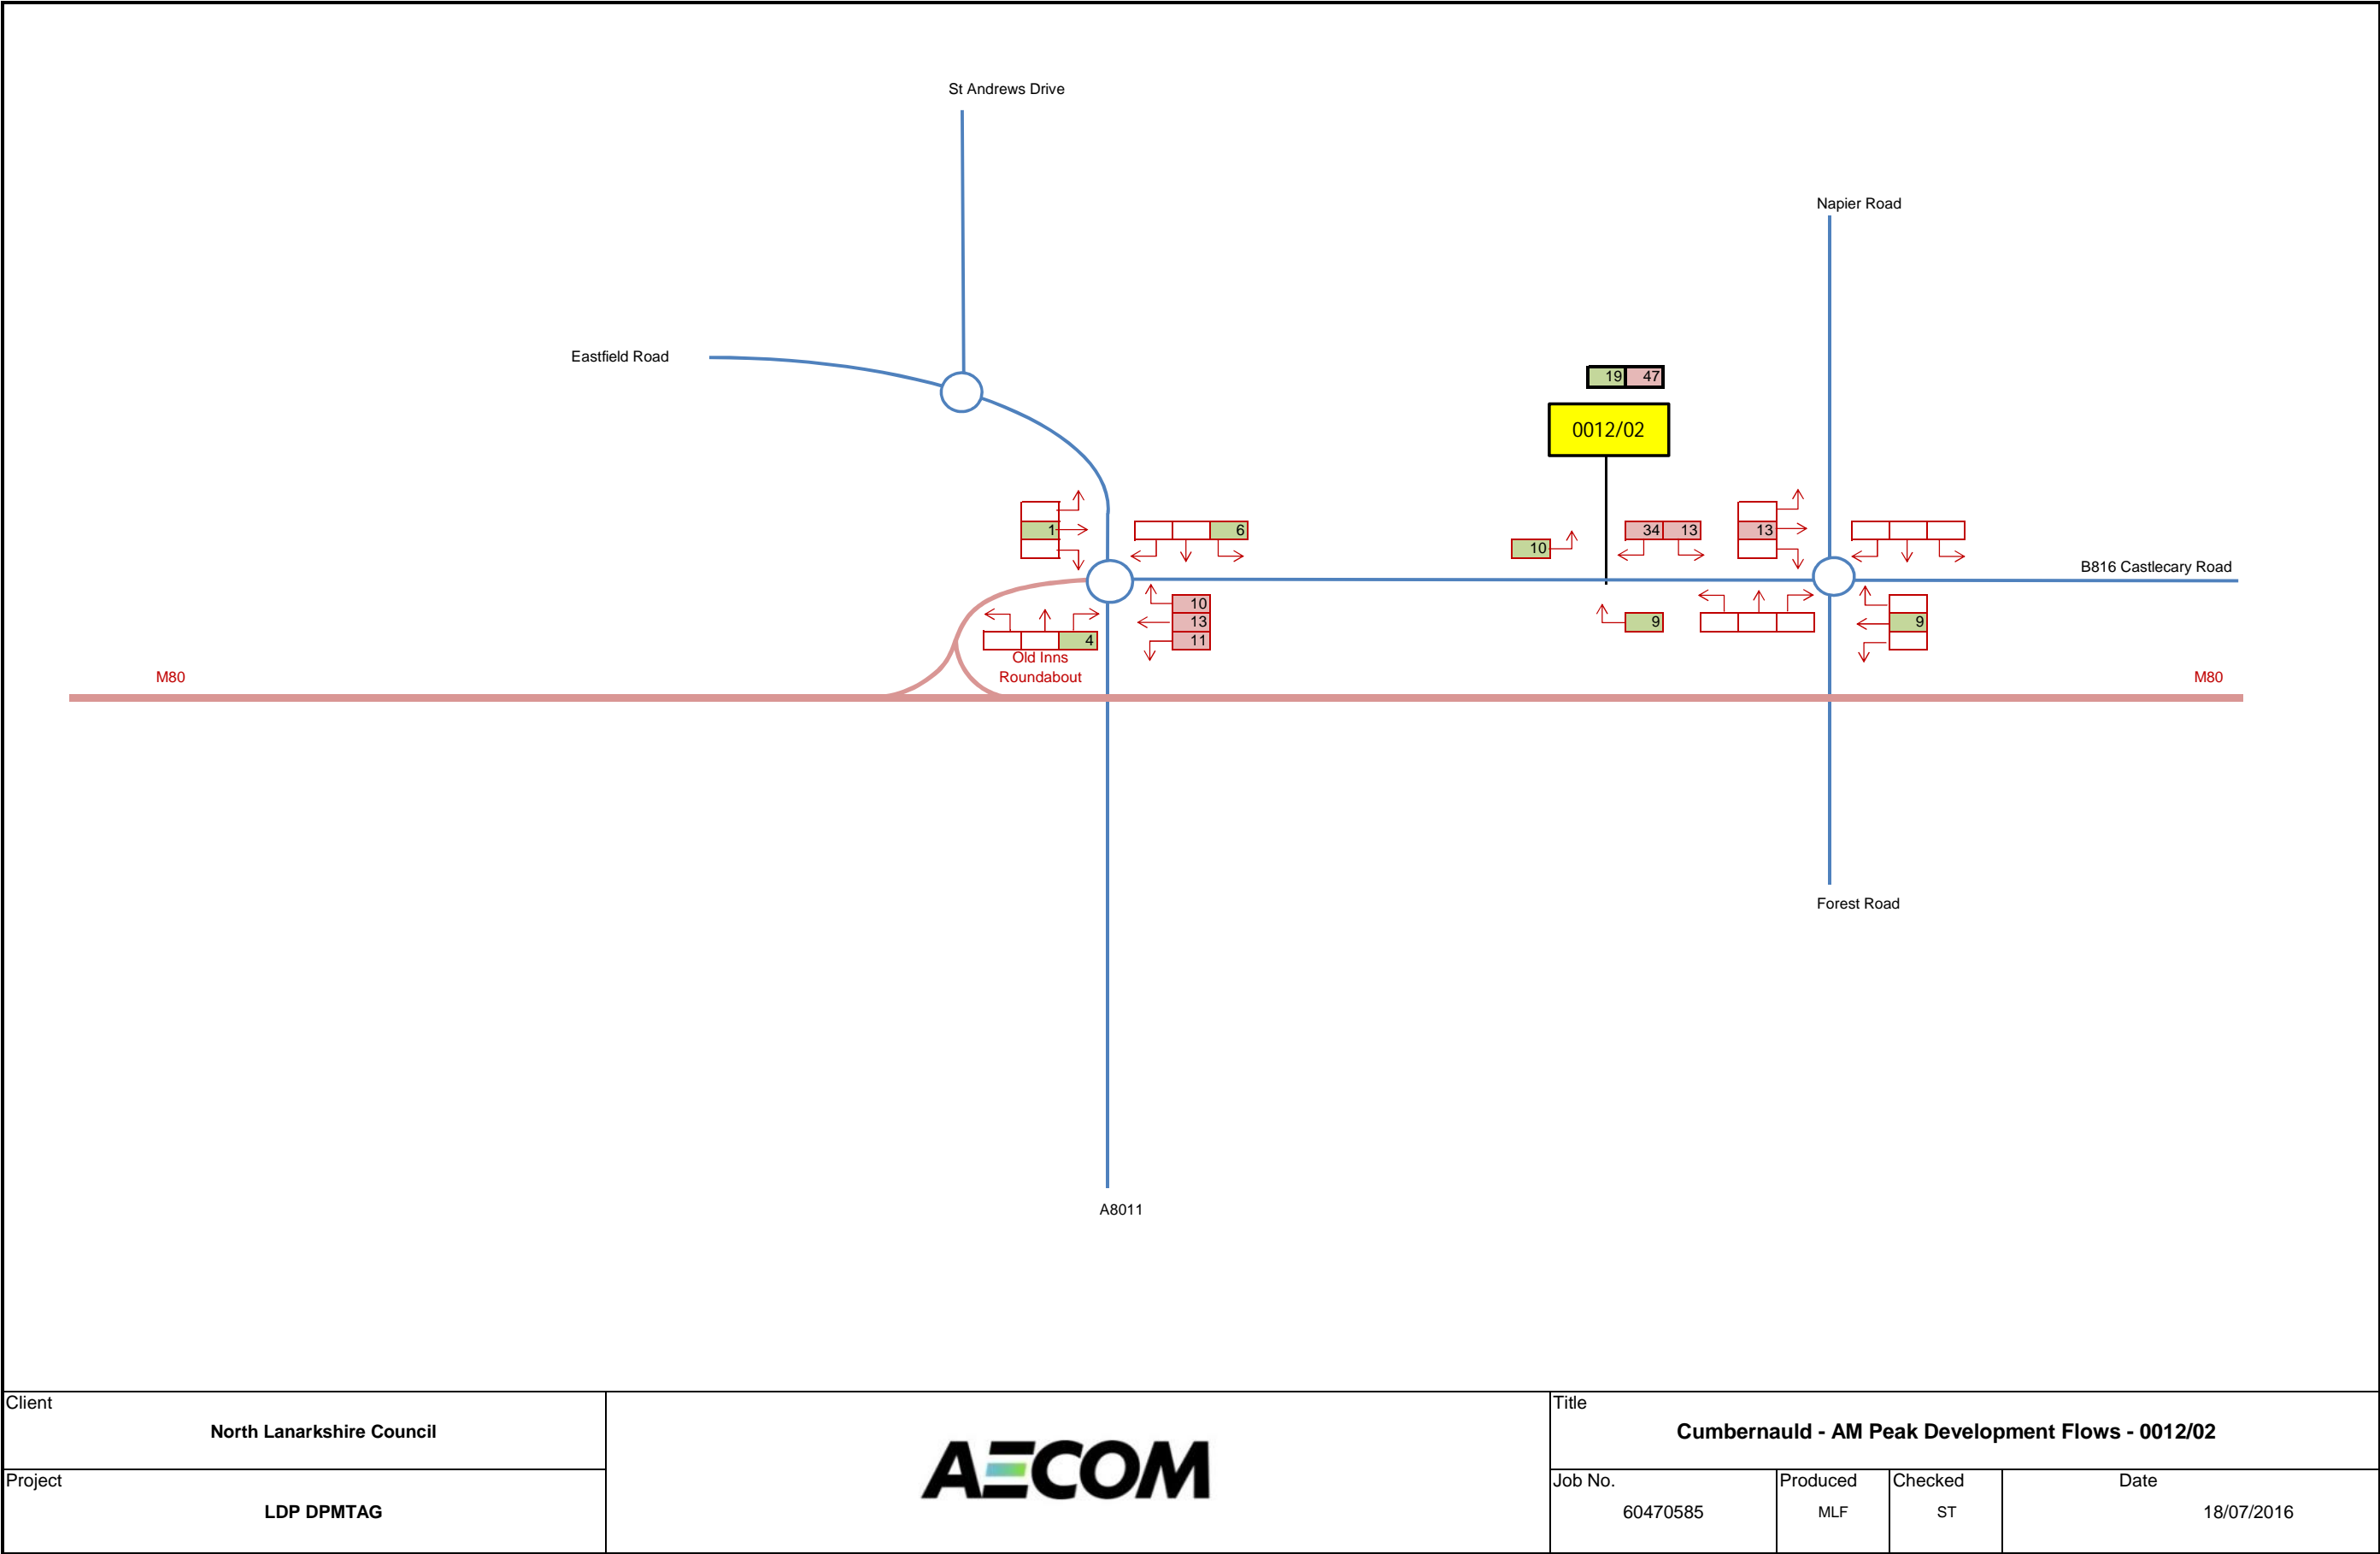 St Andrews Drive
Napier Road
Eastfield Road
19 47
0012/02
1
6
10
34 13
13
B816 Castlecary Road
10
13
11
4
9
9
Old Inns
Roundabout
M80
M80
Forest Road
A8011
Client
North Lanarkshire Council
Project
LDP DPMTAG
AECOM
Title
Cumbernauld - AM Peak Development Flows - 0012/02
Job No.
60470585
Produced
MLF
Checked
ST
Date
18/07/2016